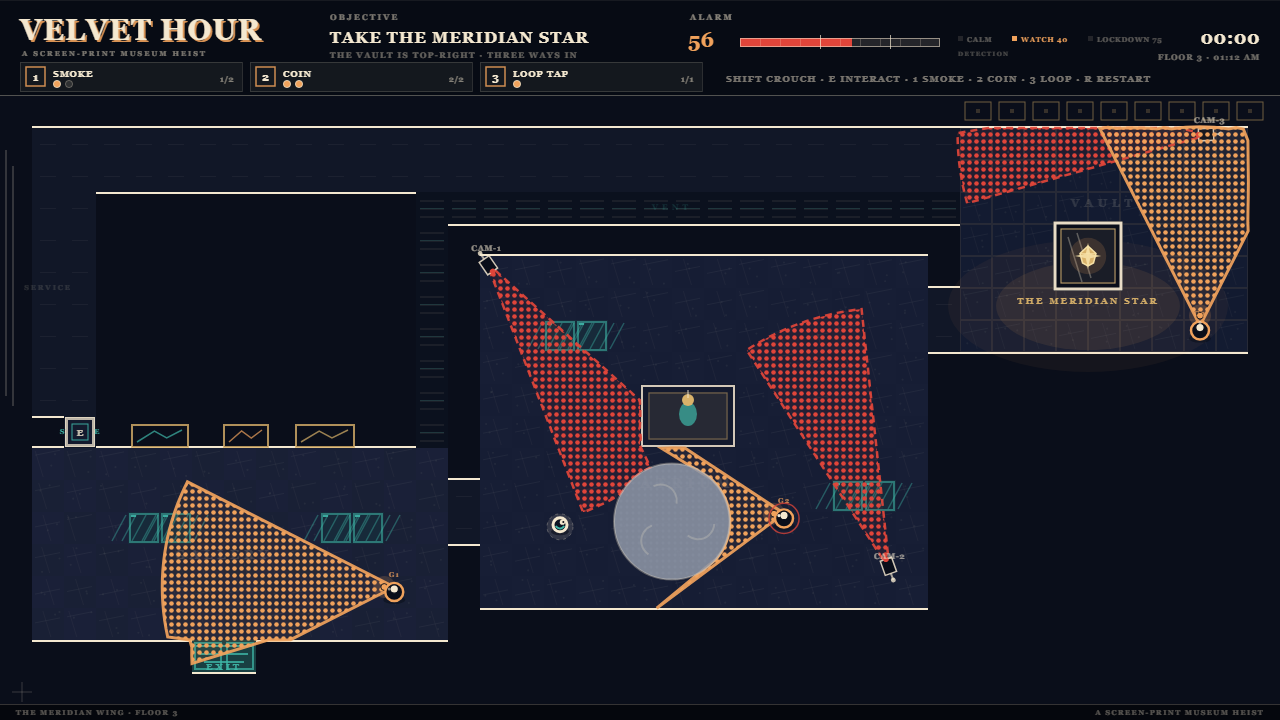 VELVET HOUR
A SCREEN-PRINT MUSEUM HEIST
OBJECTIVE
TAKE THE MERIDIAN STAR
THE VAULT IS TOP-RIGHT · THREE WAYS IN
ALARM
56
CALM
WATCH 40
LOCKDOWN 75
DETECTION
00:00
FLOOR 3 · 01:12 AM
1 SMOKE 1/2
2 COIN 2/2
3 LOOP TAP 1/1
SHIFT CROUCH · E INTERACT · 1 SMOKE · 2 COIN · 3 LOOP · R RESTART
CAM-3
VAULT
VENT
CAM-1
SERVICE
THE MERIDIAN STAR
E
G2
CAM-2
G1
EXIT
THE MERIDIAN WING · FLOOR 3
A SCREEN-PRINT MUSEUM HEIST